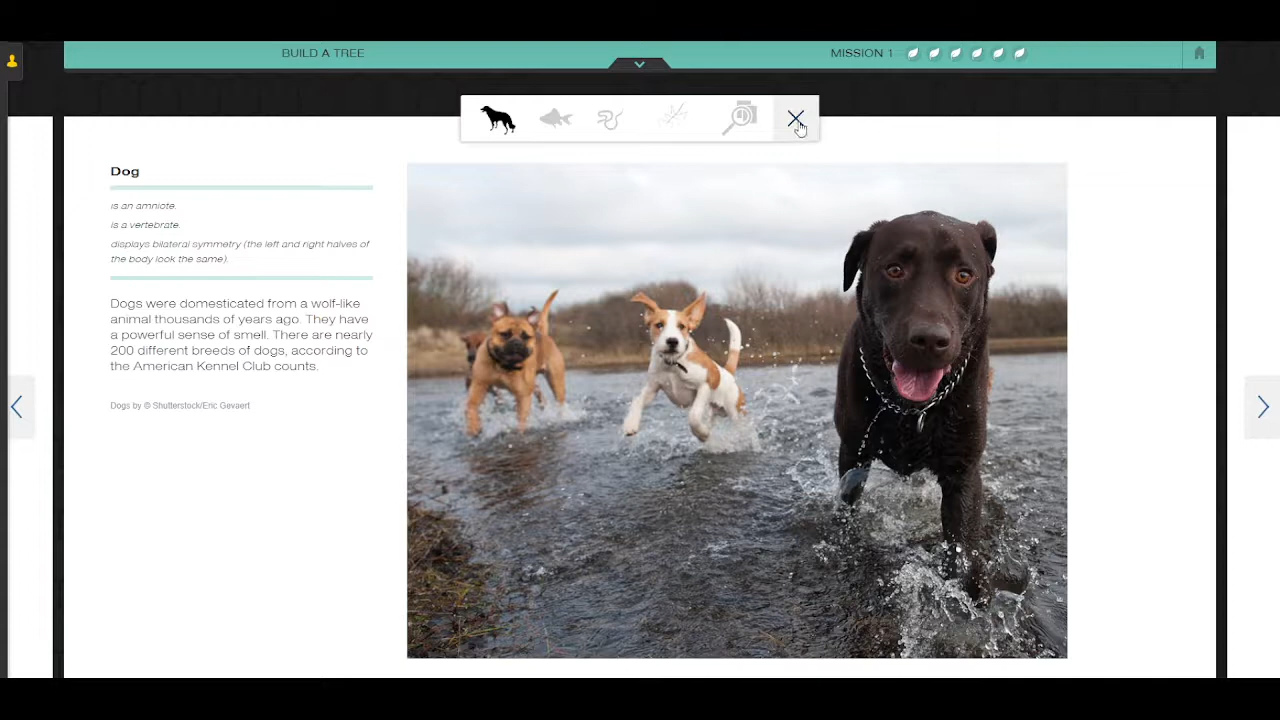 BUILD A TREE
MISSION 1
Dog
is an amniote.
is a vertebrate.
displays bilateral symmetry (the left and right halves of
the body look the same).
Dogs were domesticated from a wolf-like
animal thousands of years ago. They have
a powerful sense of smell. There are nearly
200 different breeds of dogs, according to
the American Kennel Club counts.
Dogs by © Shutterstock/Eric Gevaert